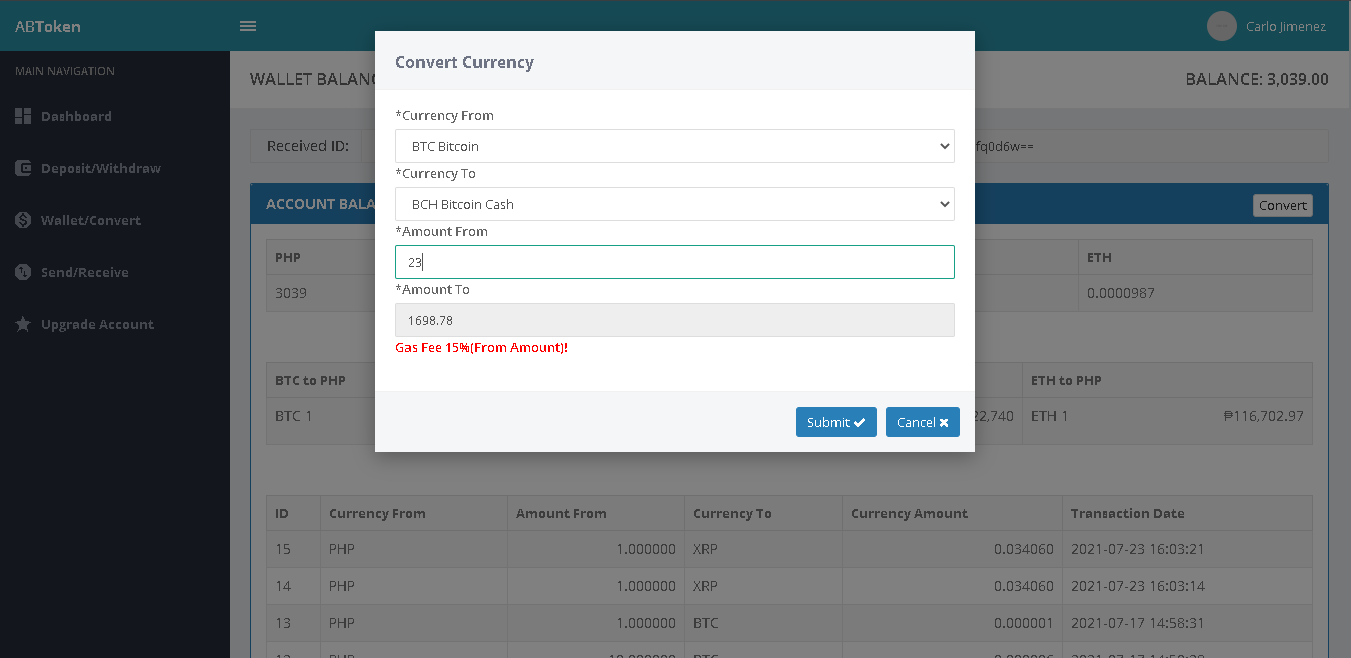 ABToken
Carlo Jimenez
MAIN NAVIGATION
Dashboard
Deposit/Withdraw
Wallet/Convert
Send/Receive
Upgrade Account
WALLET BALANC
BALANCE: 3,039.00
Received ID:
fq0d6w==
ACCOUNT BALA
Convert
PHP
ETH
3039
0.0000987
BTC to PHP
ETH to PHP
BTC 1
22,740
ETH 1
₱116,702.97
Convert Currency
*Currency From
BTC Bitcoin
*Currency To
BCH Bitcoin Cash
*Amount From
23
*Amount To
1698.78
Gas Fee 15%(From Amount)!
Submit
Cancel
ID Currency From Amount From Currency To Currency Amount Transaction Date
15 PHP 1.000000 XRP 0.034060 2021-07-23 16:03:21
14 PHP 1.000000 XRP 0.034060 2021-07-23 16:03:14
13 PHP 1.000000 BTC 0.000001 2021-07-17 14:58:31